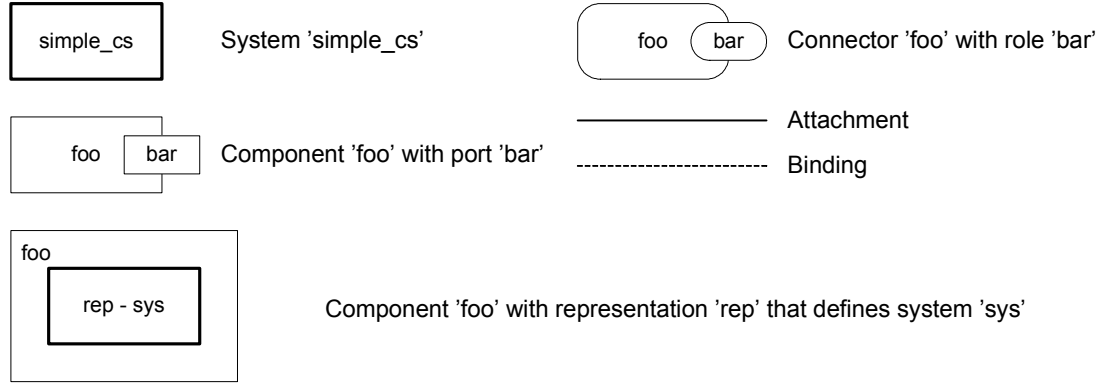 simple_cs
System ’simple_cs’
foo
bar
Connector ’foo’ with role ’bar’
Attachment
foo
bar
Component ’foo’ with port ’bar’
Binding
foo
rep - sys
Component ’foo’ with representation ’rep’ that defines system ’sys’